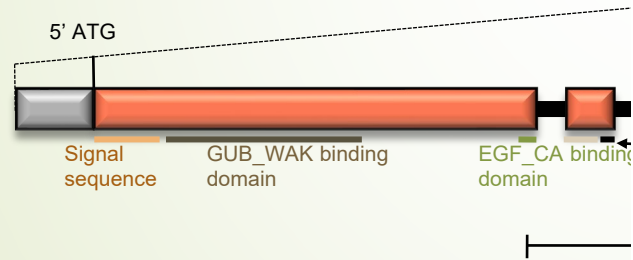 5' ATG
Signal
sequence
GUB_WAK binding
domain
EGF_CA binding
domain